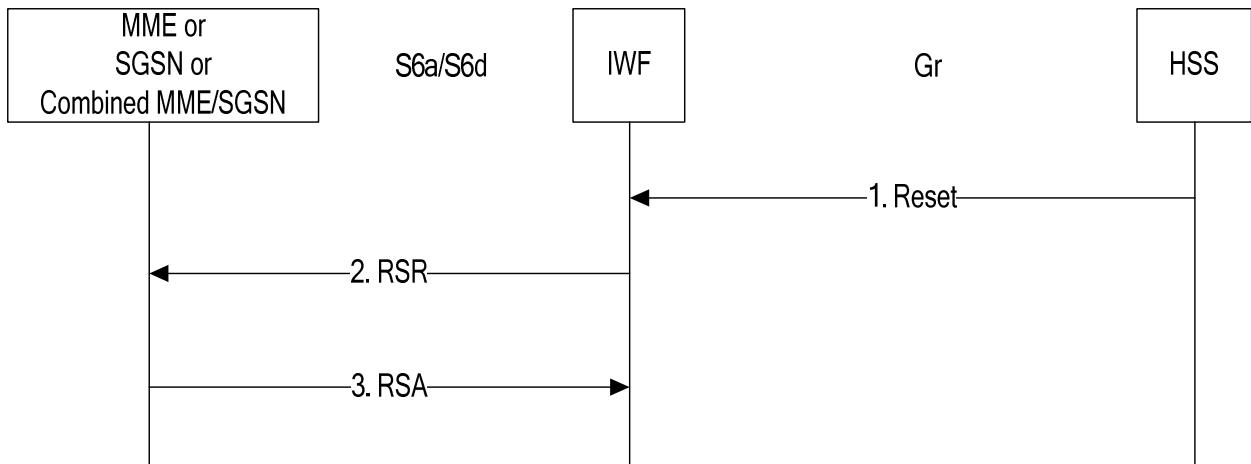 MME or
SGSN or
Combined MME/SGSN
S6a/S6d
IWF
Gr
HSS
1. Reset
2. RSR
3. RSA